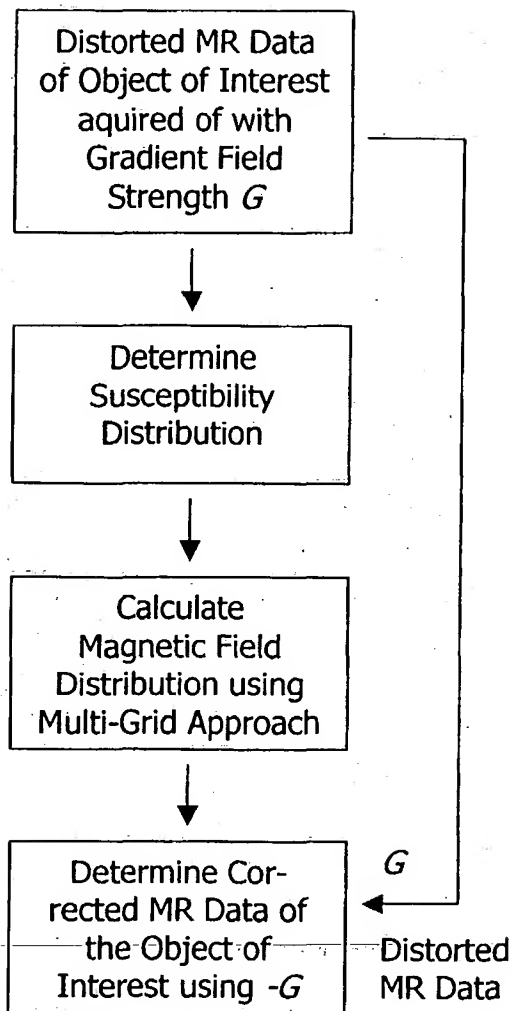 Distorted MR Data
of Object of Interest
aquired of with
Gradient Field
Strength G
Determine
Susceptibility
Distribution
Calculate
Magnetic Field
Distribution using
Multi-Grid Approach
Determine Cor-
rected MR Data of
the Object of
Interest using -G
G
Distorted
MR Data